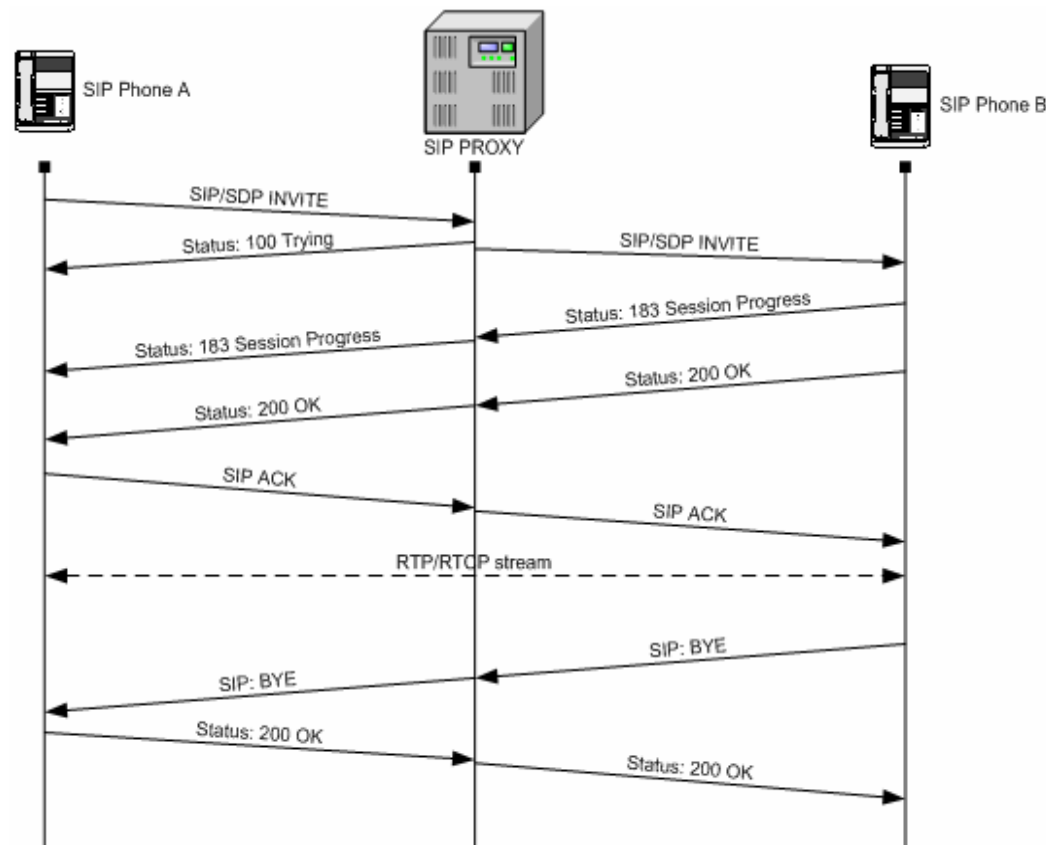 SIP Phone A
SIP PROXY
SIP Phone B
SIP/SDP INVITE
Status: 100 Trying
SIP/SDP INVITE
Status: 183 Session Progress
Status: 183 Session Progress
Status: 200 OK
Status: 200 OK
SIP ACK
SIP ACK
RTP/RTCP stream
SIP: BYE
SIP: BYE
Status: 200 OK
Status: 200 OK